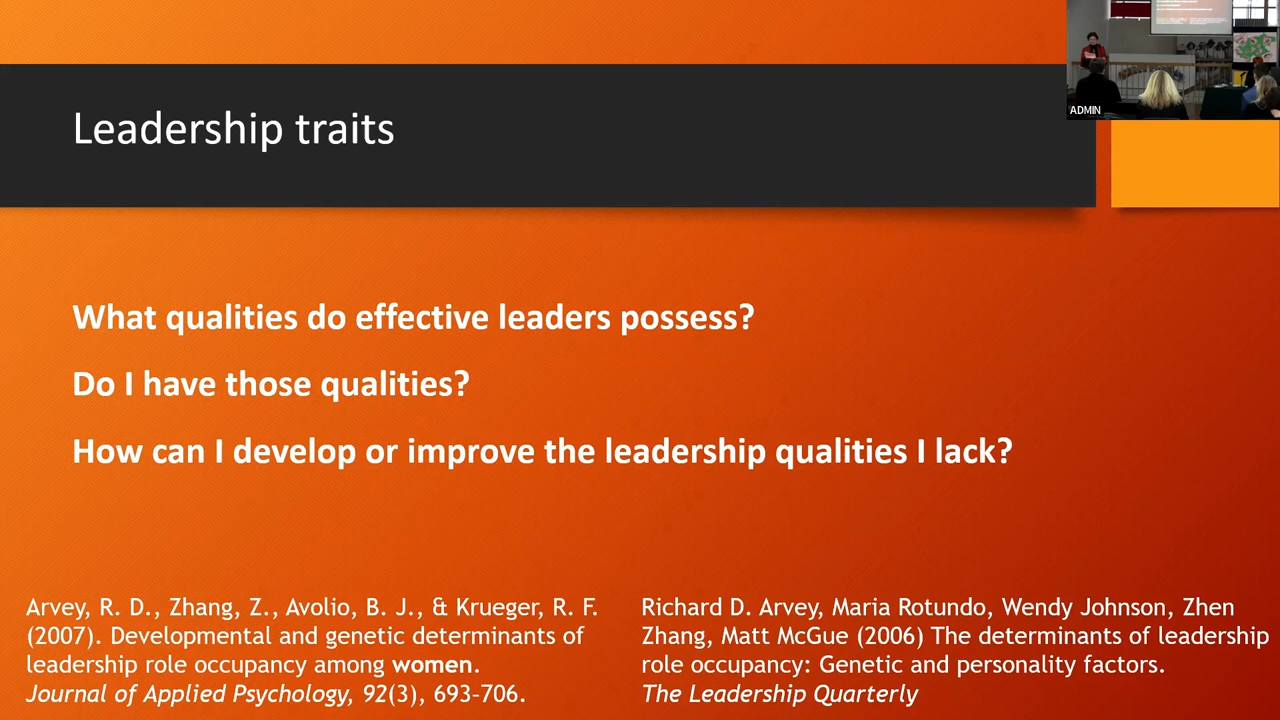 ADMIN
Leadership traits
What qualities do effective leaders possess?
Do I have those qualities?
How can I develop or improve the leadership qualities I lack?
Arvey, R. D., Zhang, Z., Avolio, B. J., & Krueger, R. F.
(2007). Developmental and genetic determinants of
leadership role occupancy among women.
Journal of Applied Psychology, 92(3), 693-706.
Richard D. Arvey, Maria Rotundo, Wendy Johnson, Zhen
Zhang, Matt McGue (2006) The determinants of leadership
role occupancy: Genetic and personality factors.
The Leadership Quarterly